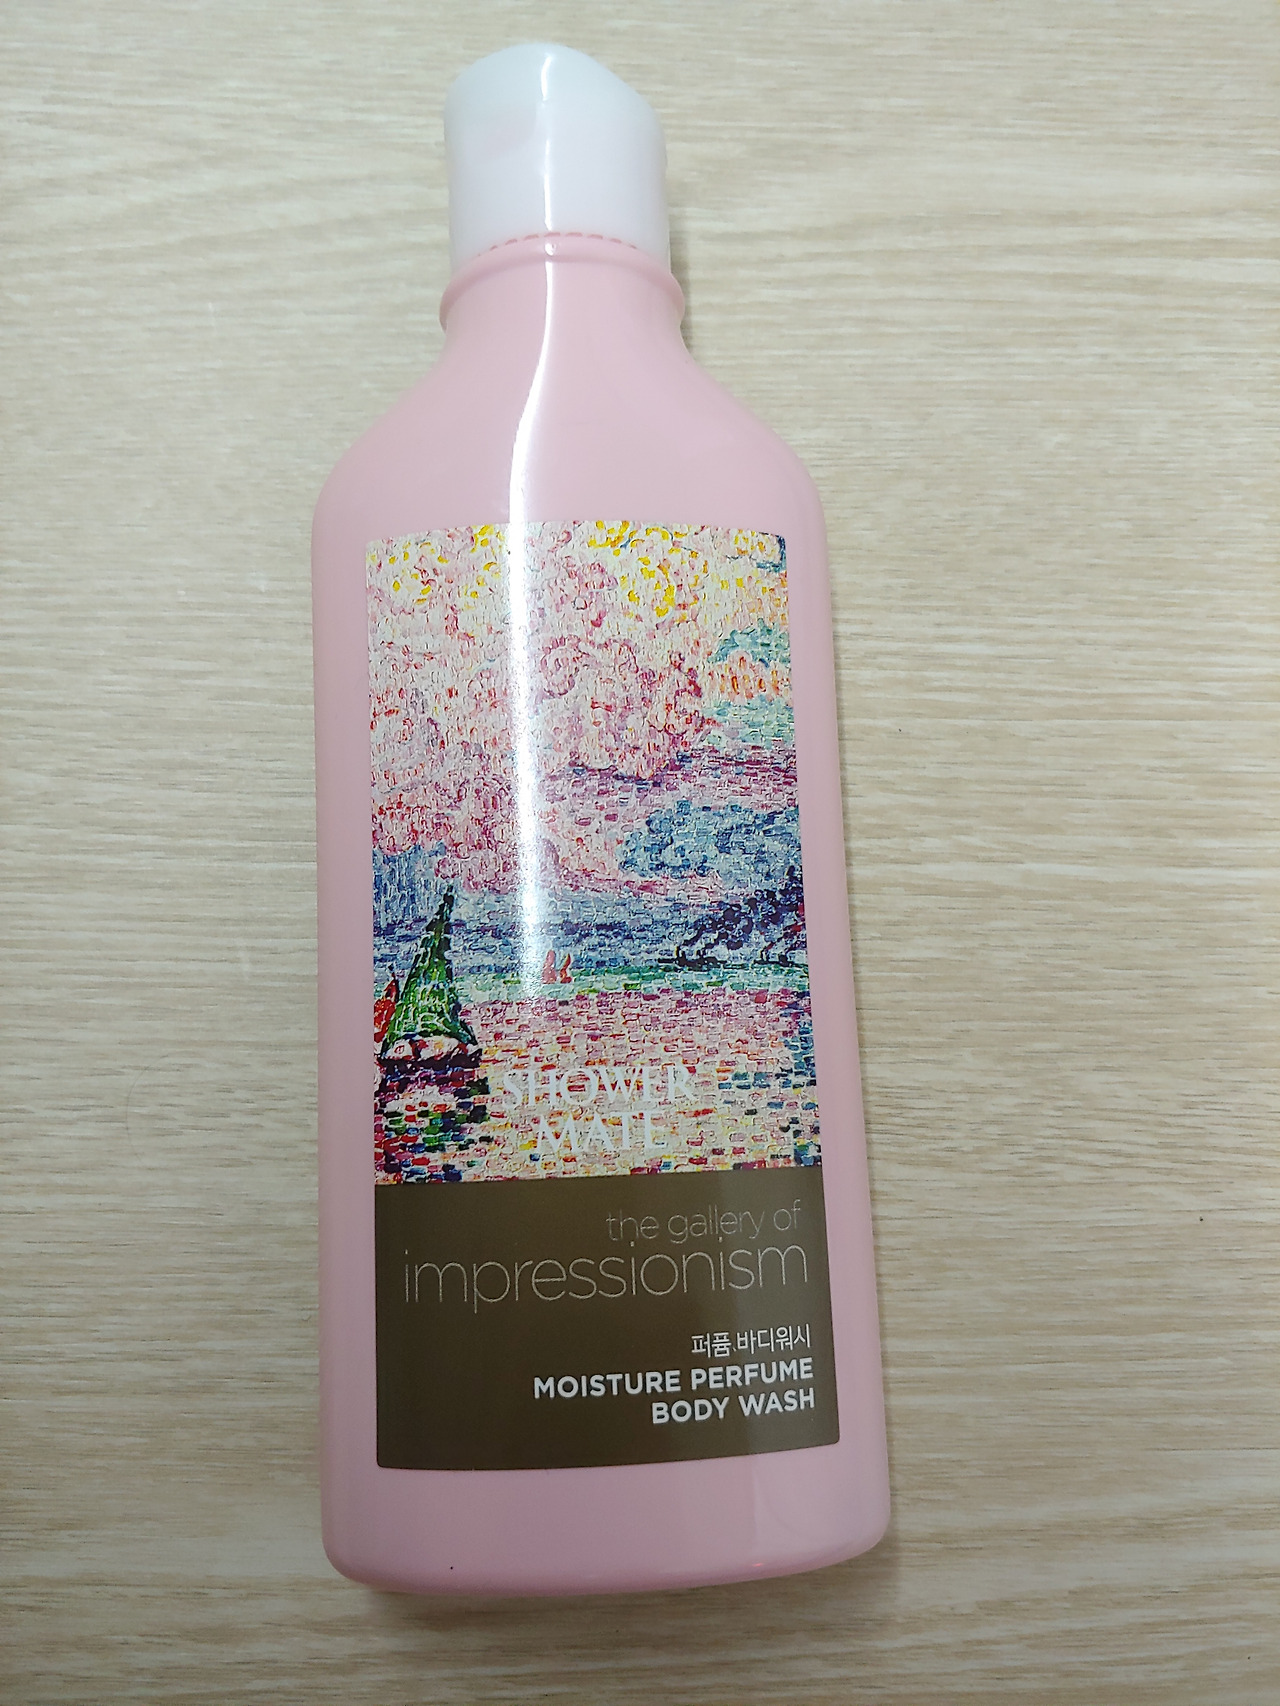 SHOWER
MATE
the gallery of
impressionism
퍼퓸 바디워시
MOISTURE PERFUME
BODY WASH